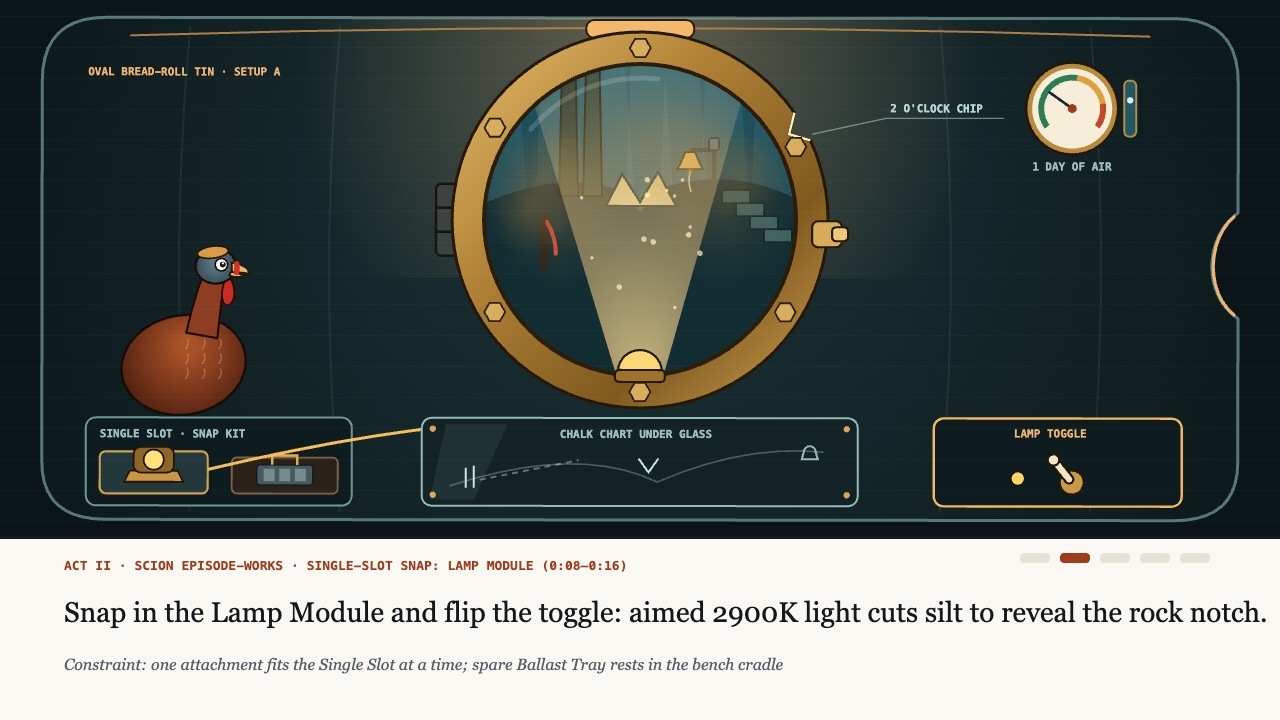 OVAL BREAD-ROLL TIN · SETUP A
2 O'CLOCK CHIP
1 DAY OF AIR
SINGLE SLOT · SNAP KIT
CHALK CHART UNDER GLASS
LAMP TOGGLE
ACT II · SCION EPISODE-WORKS · SINGLE-SLOT SNAP: LAMP MODULE (0:08–0:16)
Snap in the Lamp Module and flip the toggle: aimed 2900K light cuts silt to reveal the rock notch.
Constraint: one attachment fits the Single Slot at a time; spare Ballast Tray rests in the bench cradle